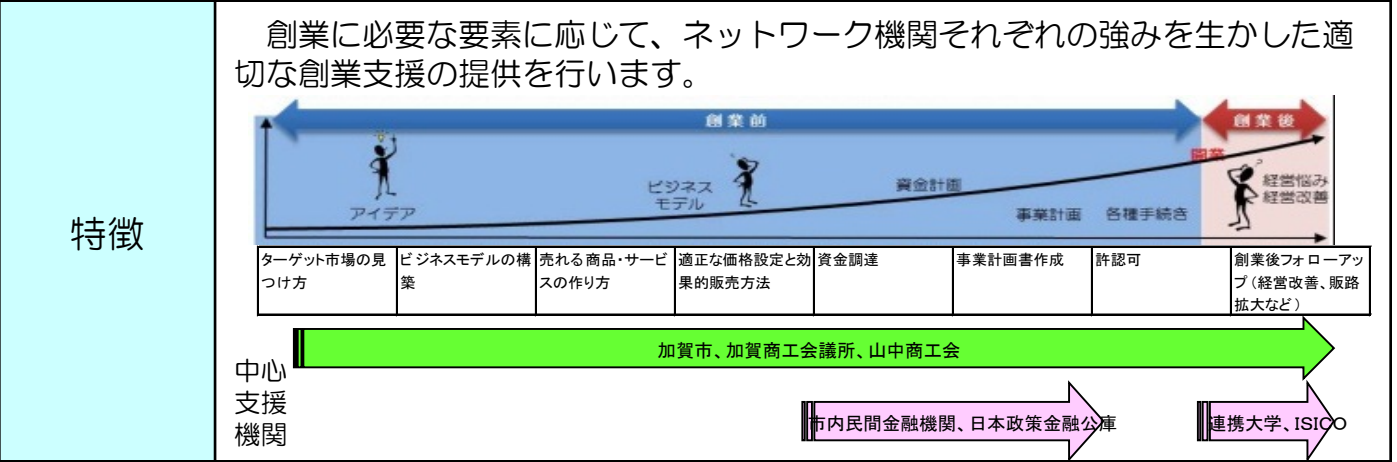 特徴
創業に必要な要素に応じて、ネットワーク機関それぞれの強みを生かした適
切な創業支援の提供を行います。
創業前
創業後
開業
アイデア
ビジネス
モデル
資金計画
事業計画
各種手続き
経営悩み
経営改善
ターゲット市場の見
つけ方
ビジネスモデルの構
築
売れる商品・サービ
スの作り方
適正な価格設定と効
果的販売方法
資金調達
事業計画書作成
許認可
創業後フォローアッ
プ（経営改善、販路
拡大など）
中心
支援
機関
加賀市、加賀商工会議所、山中商工会
市内民間金融機関、日本政策金融公庫
連携大学、ISICO